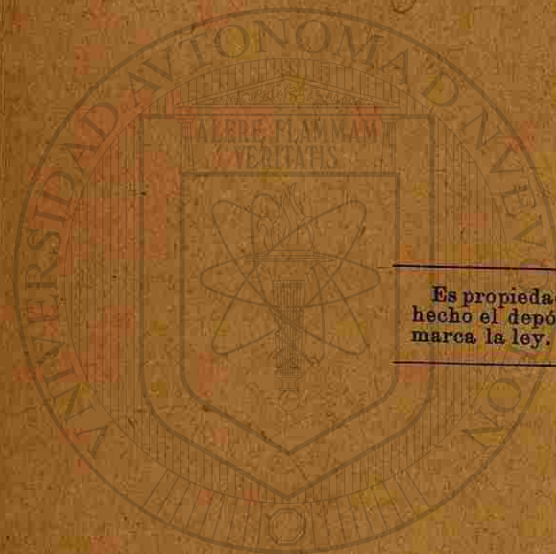 UNIVERSIDAD AUTONOMA DE NUEVO LEON
ALERE FLAMMAM
VERITATIS
Es propieda
hecho el depó
marca la ley.